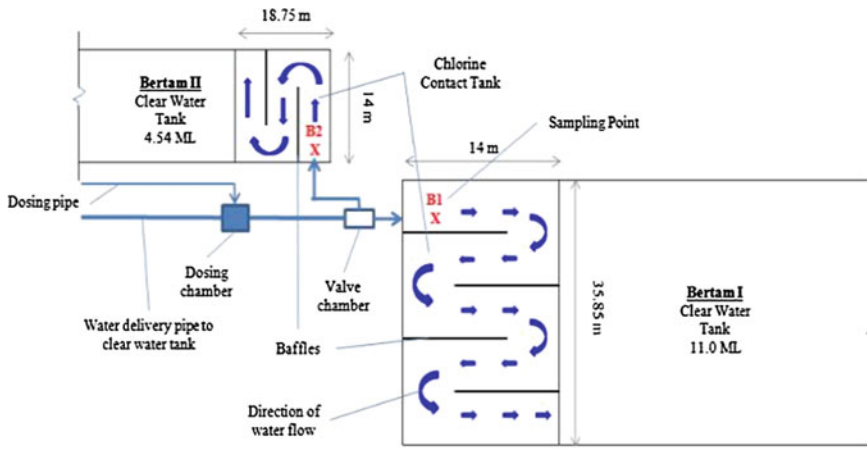 18.75 m
Bertam II
Clear Water
Tank
4.54 ML
B2
X
14 m
Chlorine
Contact Tank
Sampling Point
14 m
B1
X
Dosing pipe
Dosing
chamber
Valve
chamber
Water delivery pipe to
clear water tank
Baffles
Direction of
water flow
35.85 m
Bertam I
Clear Water
Tank
11.0 ML